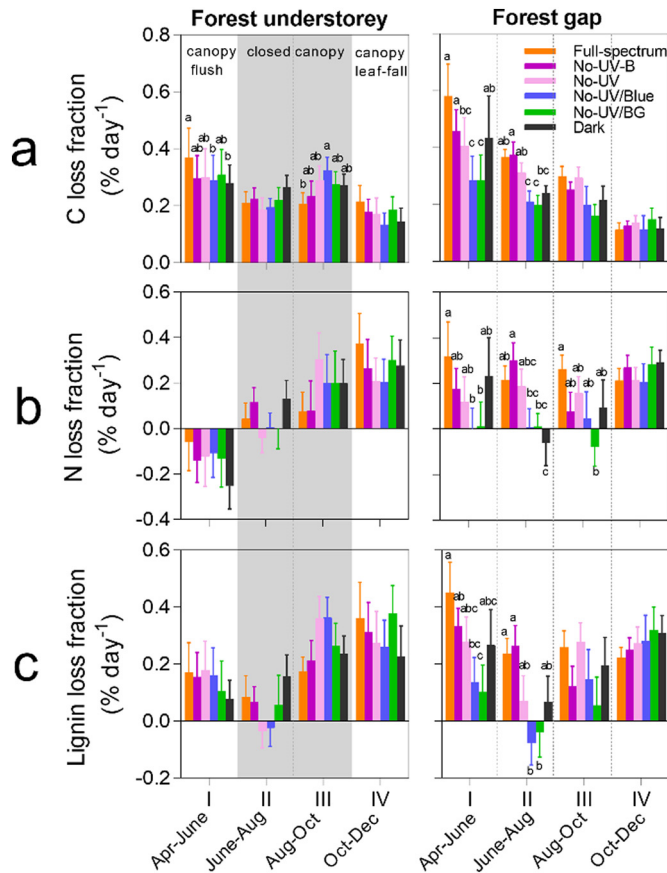 Forest understorey
Forest gap
a
C loss fraction
(% day-1)
0.8
0.6
0.4
0.2
0.0
canopy flush
closed canopy
canopy leaf-fall
a
ab
ab
ab
ab
b
b
ab
ab
a
ab
ab
Full-spectrum
No-UV-B
No-UV
No-UV/Blue
No-UV/BG
Dark
a
ab
bc
c
c
ab
ab
a
ab
c
c
bc
b
N loss fraction
(% day-1)
0.6
0.4
0.2
0.0
-0.2
-0.4
a
ab
ab
b
b
ab
ab
a
abc
bc
bc
c
a
ab
ab
ab
b
ab
c
Lignin loss fraction
(% day-1)
0.6
0.4
0.2
0.0
-0.2
a
ab
abc
bc
c
abc
a
a
ab
b
b
ab
I
II
III
IV
Apr-June
June-Aug
Aug-Oct
Oct-Dec
I
II
III
IV
Apr-June
June-Aug
Aug-Oct
Oct-Dec